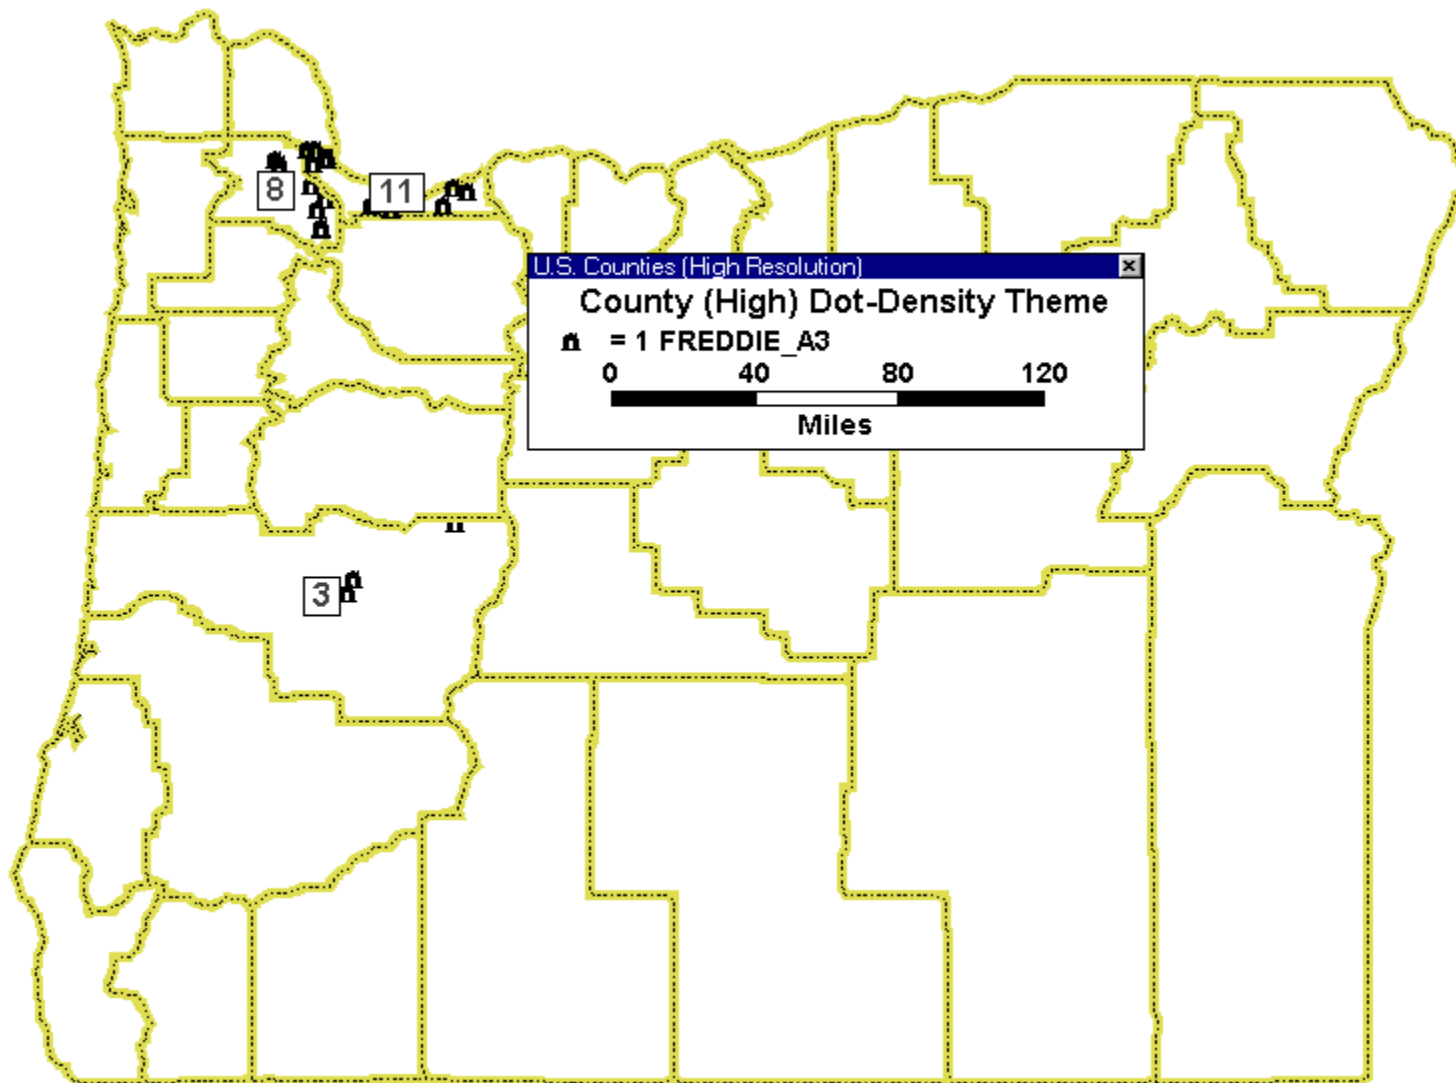 8
11
U.S. Counties (High Resolution)
County (High) Dot-Density Theme
= 1 FREDDIE_A3
0 40 80 120
Miles
3